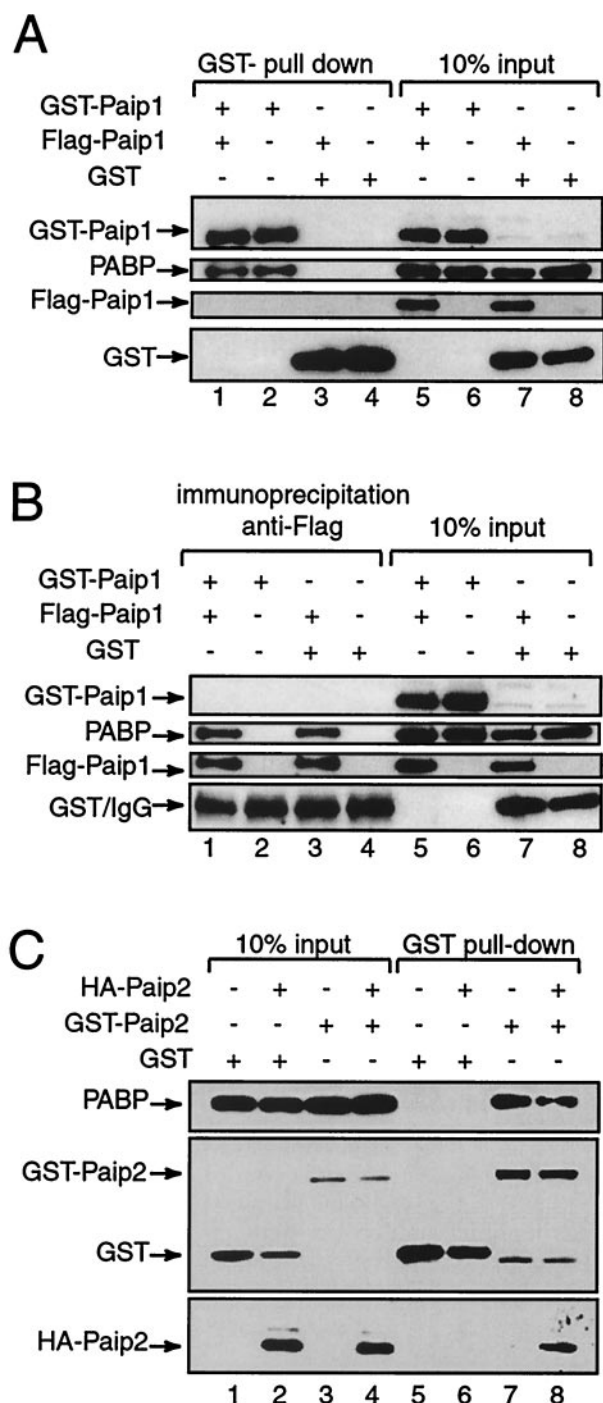 A
GST- pull down 10% input
GST-Paip1 + + - - + + - -
Flag-Paip1 + - + - + - + -
GST - - + + - - + +
GST-Paip1
PABP
Flag-Paip1
GST
1 2 3 4 5 6 7 8
B
immunoprecipitation
anti-Flag 10% input
GST-Paip1 + + - - + + - -
Flag-Paip1 + - + - + - + -
GST - - + + - - + +
GST-Paip1
PABP
Flag-Paip1
GST/IgG
1 2 3 4 5 6 7 8
C
10% input GST pull-down
HA-Paip2 - + - + - + - +
GST-Paip2 - - + + - - + +
GST + + - - + + - -
PABP
GST-Paip2
GST
HA-Paip2
1 2 3 4 5 6 7 8